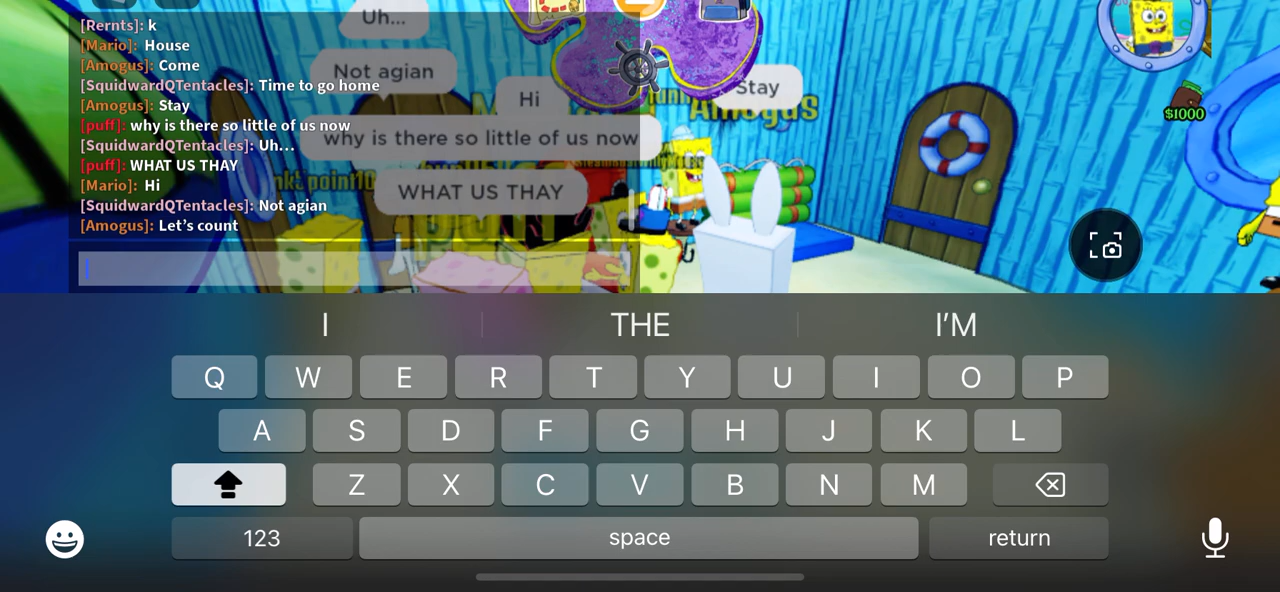 [Rernts]: k
[Mario]: House
[Amogus]: Come
[SquidwardQTentacles]: Time to go home
[Amogus]: Stay
[puff]: why is there so little of us now
[SquidwardQTentacles]: Uh...
[puff]: WHAT US THAY
[Mario]: Hi
[SquidwardQTentacles]: Not agian
[Amogus]: Let's count
Uh...
Not agian
Hi
Stay
Amogus
why is there so little of us now
WHAT US THAY
puff
$1000
I THE I'M
Q W E R T Y U I O P
A S D F G H J K L
Z X C V B N M
123 space return